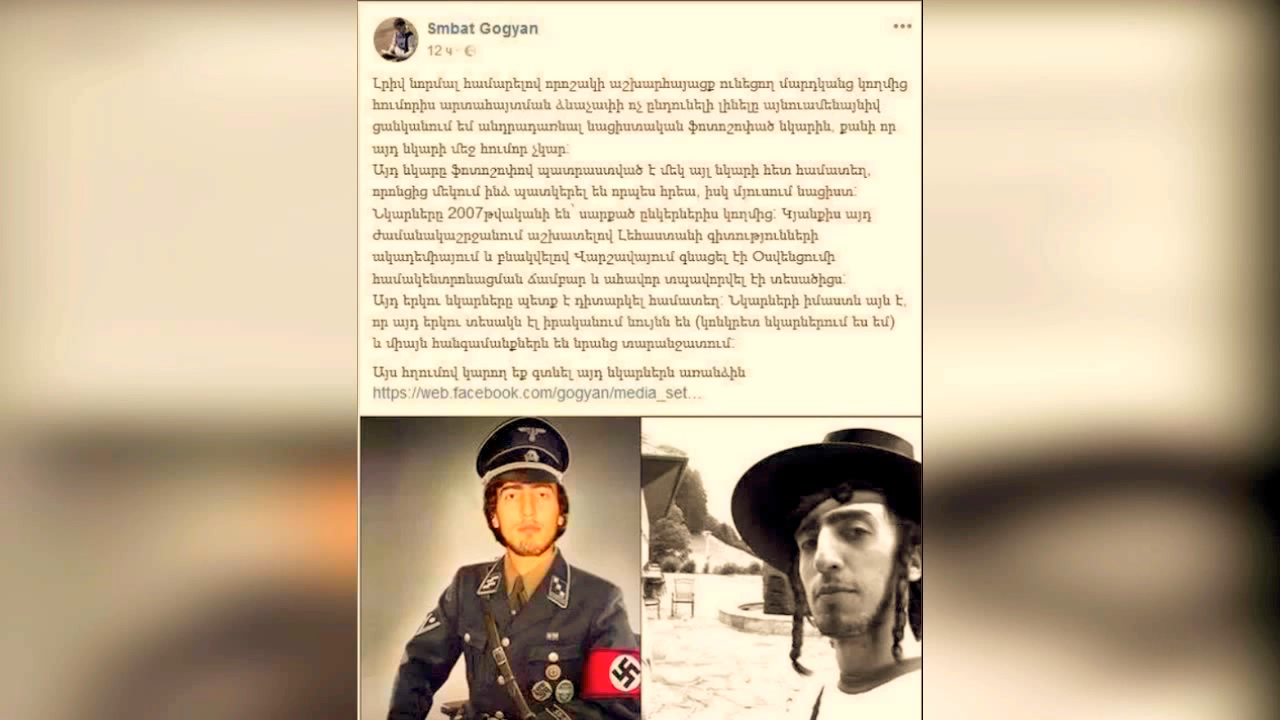 Smbat Gogyan
12 ч ·
Լրիվ նորմալ համարելով որոշակի աշխարհայացք ունեցող մարդկանց կողմից
հումորիս արտահայտման ձևաչափի ոչ ընդունելի լինելը այնուամենայնիվ
ցանկանում եմ անդրադառնալ նացիստական ֆոտոշոփած նկարին, քանի որ
այդ նկարի մեջ հումոր չկար:
Այդ նկարը ֆոտոշոփով պատրաստված է մեկ այլ նկարի հետ համատեղ,
որոնցից մեկում ինձ պատկերել են որպես հրեա, իսկ մյուսում նացիստ:
Նկարները 2007թվականի են՝ սարքած ընկերներիս կողմից: Կյանքիս այդ
ժամանակաշրջանում աշխատելով Լեհաստանի գիտությունների
ակադեմիայում և բնակվելով Վարշավայում գնացել էի Օսվենցումի
համակենտրոնացման ճամբար և ահավոր տպավորվել էի տեսածիցս:
Այդ երկու նկարները պետք է դիտարկել համատեղ: Նկարների իմաստն այն է,
որ այդ երկու տեսակն էլ իրականում նույնն են (կոնկրետ նկարներում ես եմ)
և միայն հանգամանքներն են նրանց տարանջատում:
Այս հղումով կարող եք գտնել այդ նկարներն առանձին
https://web.facebook.com/gogyan/media_set...